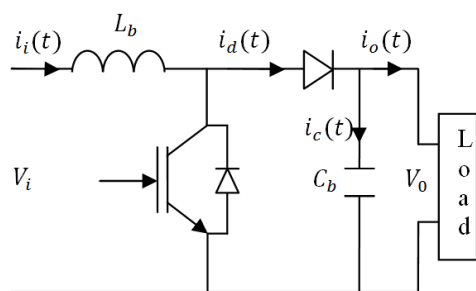 L_b
i_i(t)
i_d(t)
i_o(t)
i_c(t)
V_i
C_b
V_0
L
o
a
d